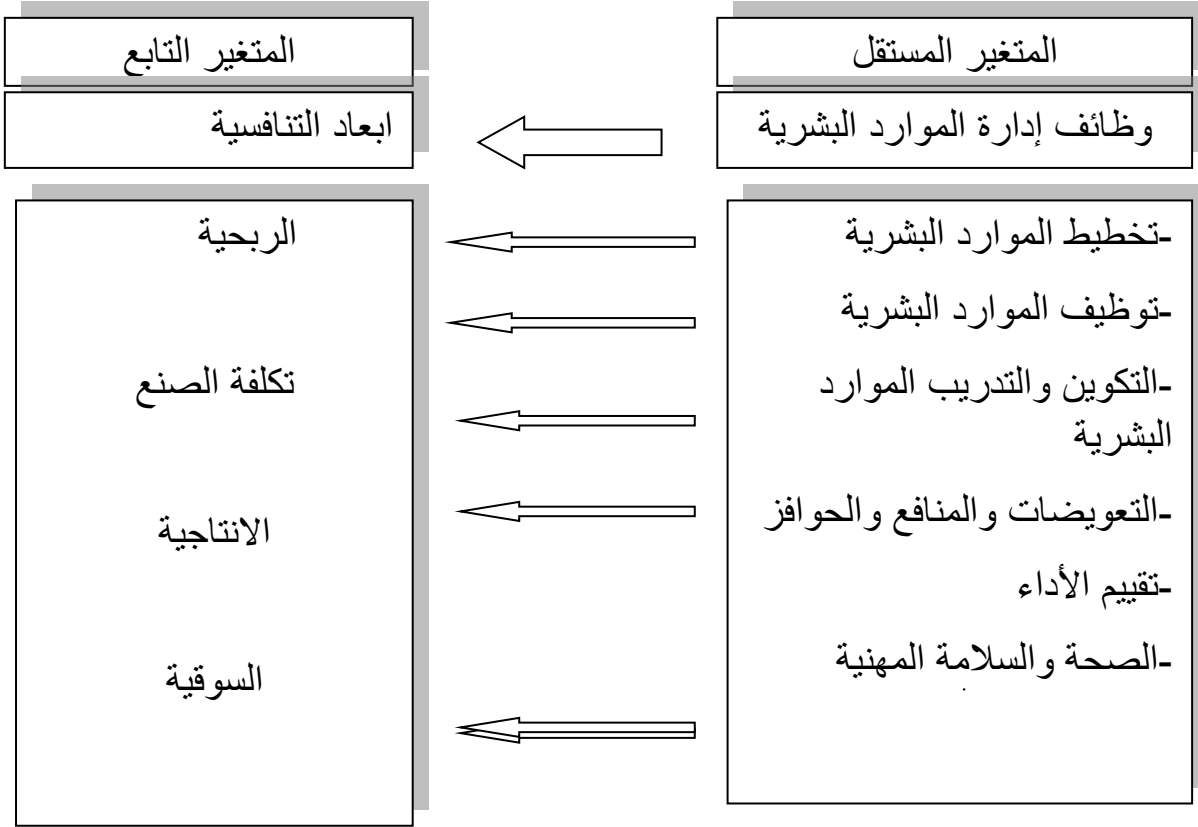 المتغير المستقل
وظائف إدارة الموارد البشرية
-تخطيط الموارد البشرية
-توظيف الموارد البشرية
-التكوين والتدريب الموارد
البشرية
-التعويضات والمنافع والحوافز
-تقييم الأداء
-الصحة والسلامة المهنية
المتغير التابع
ابعاد التنافسية
الربحية
تكلفة الصنع
الانتاجية
السوقية